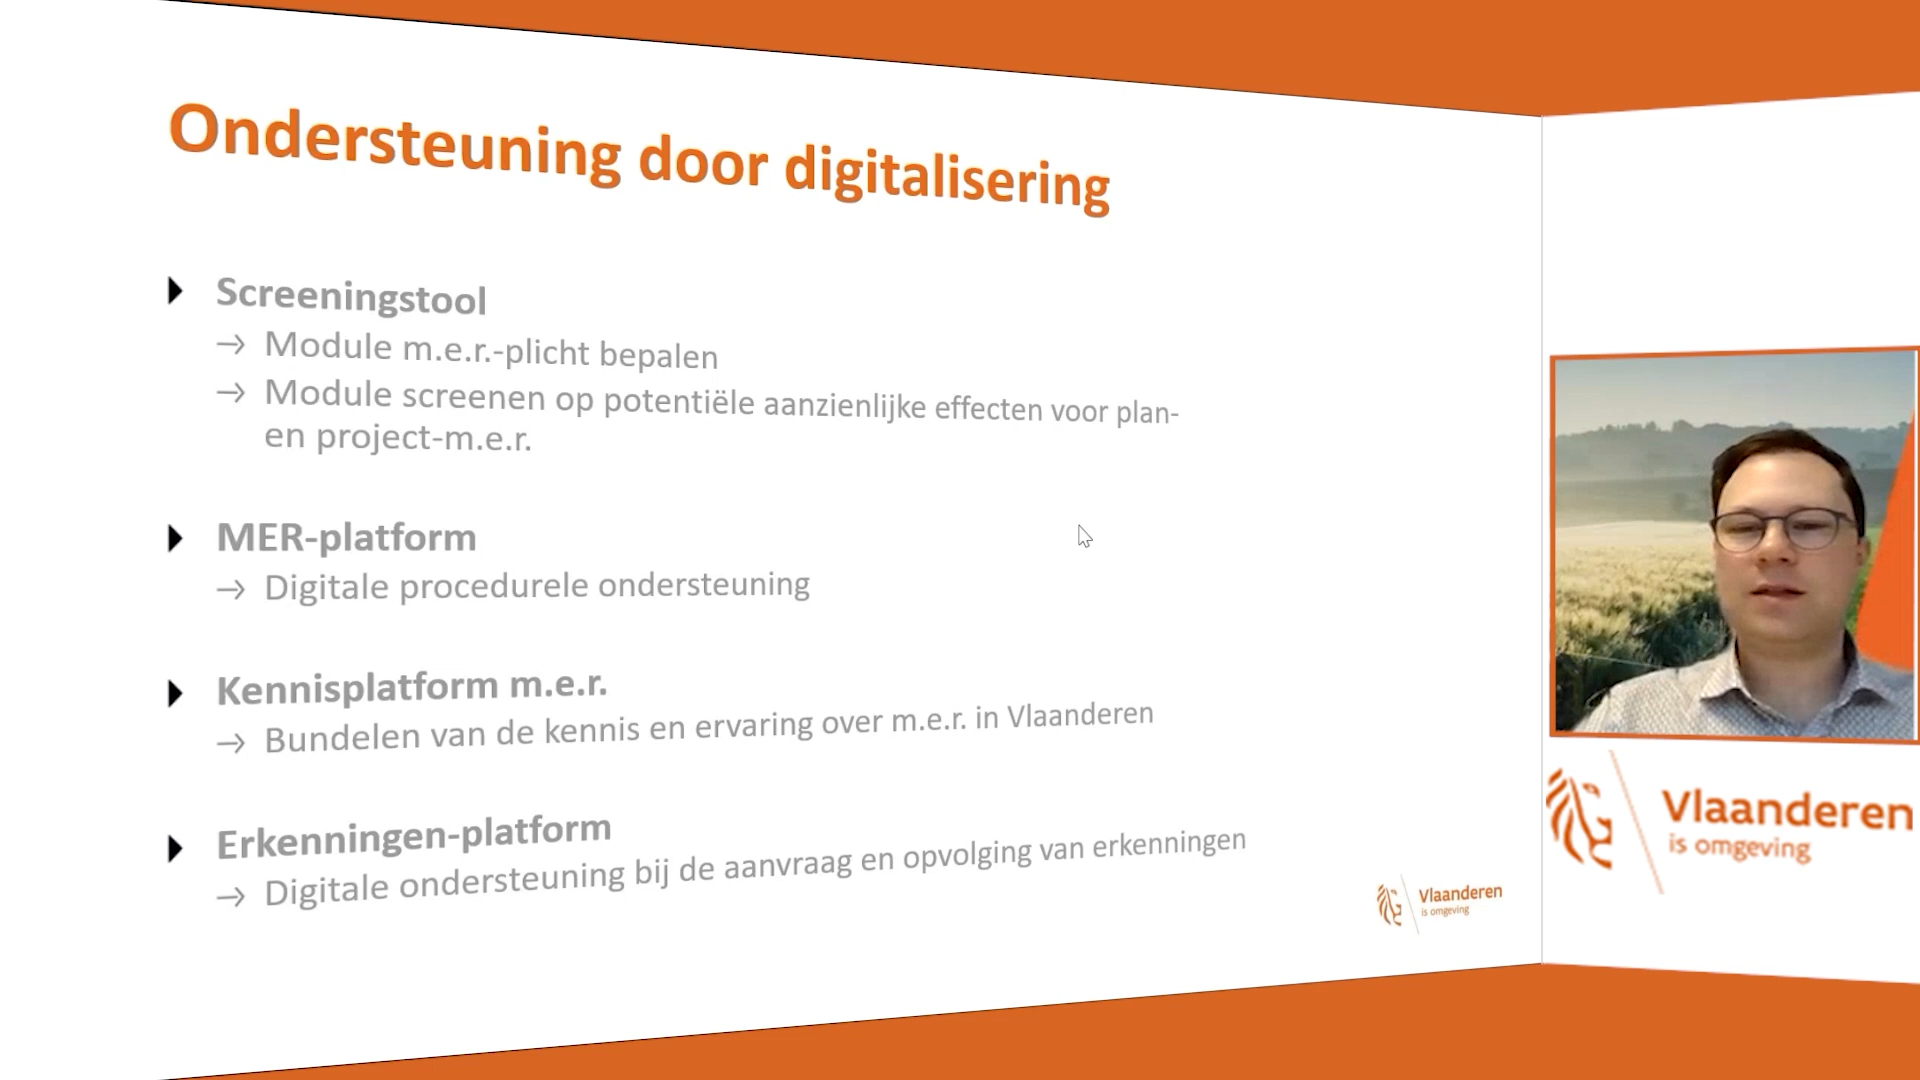 Ondersteuning door digitalisering
Screeningstool
→ Module m.e.r.-plicht bepalen
→ Module screenen op potentiële aanzienlijke effecten voor plan-
en project-m.e.r.
MER-platform
→ Digitale procedurele ondersteuning
Kennisplatform m.e.r.
→ Bundelen van de kennis en ervaring over m.e.r. in Vlaanderen
Erkenningen-platform
→ Digitale ondersteuning bij de aanvraag en opvolging van erkenningen
Vlaanderen
is omgeving
Vlaanderen
is omgeving